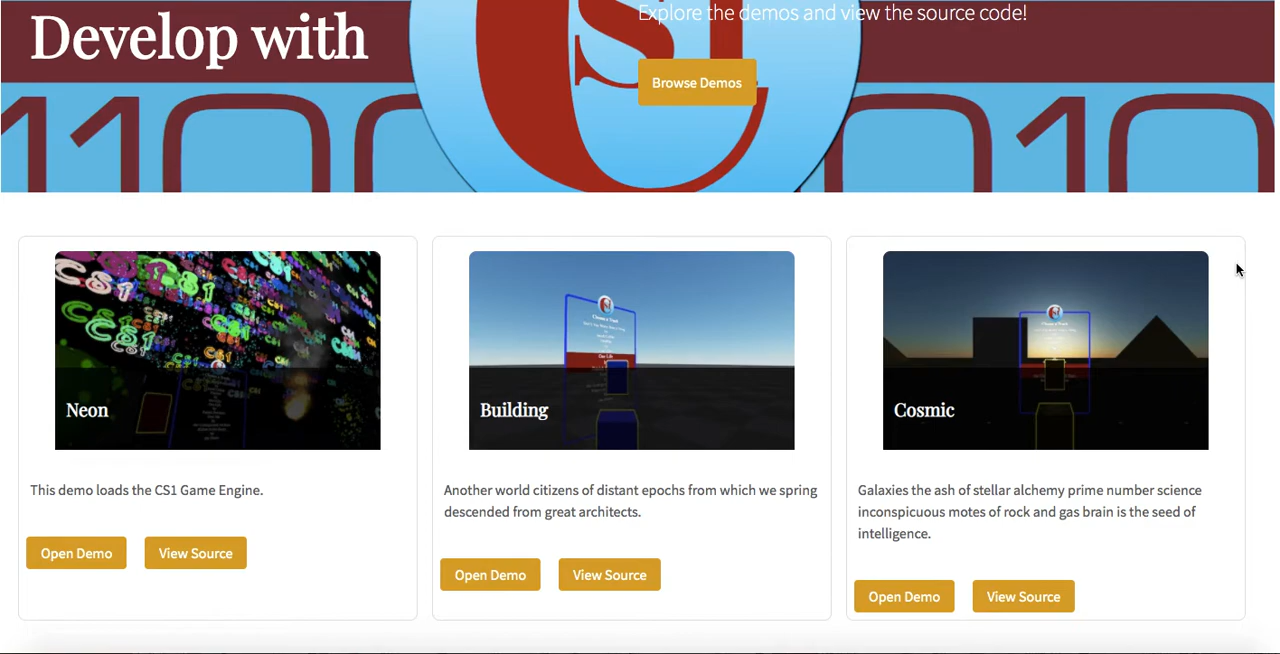 Explore the demos and view the source code!
Develop with
CS1
Browse Demos
1100
010
Neon
This demo loads the CS1 Game Engine.
Open Demo
View Source
Building
Another world citizens of distant epochs from which we spring
descended from great architects.
Open Demo
View Source
Cosmic
Galaxies the ash of stellar alchemy prime number science
inconspicuous motes of rock and gas brain is the seed of
intelligence.
Open Demo
View Source